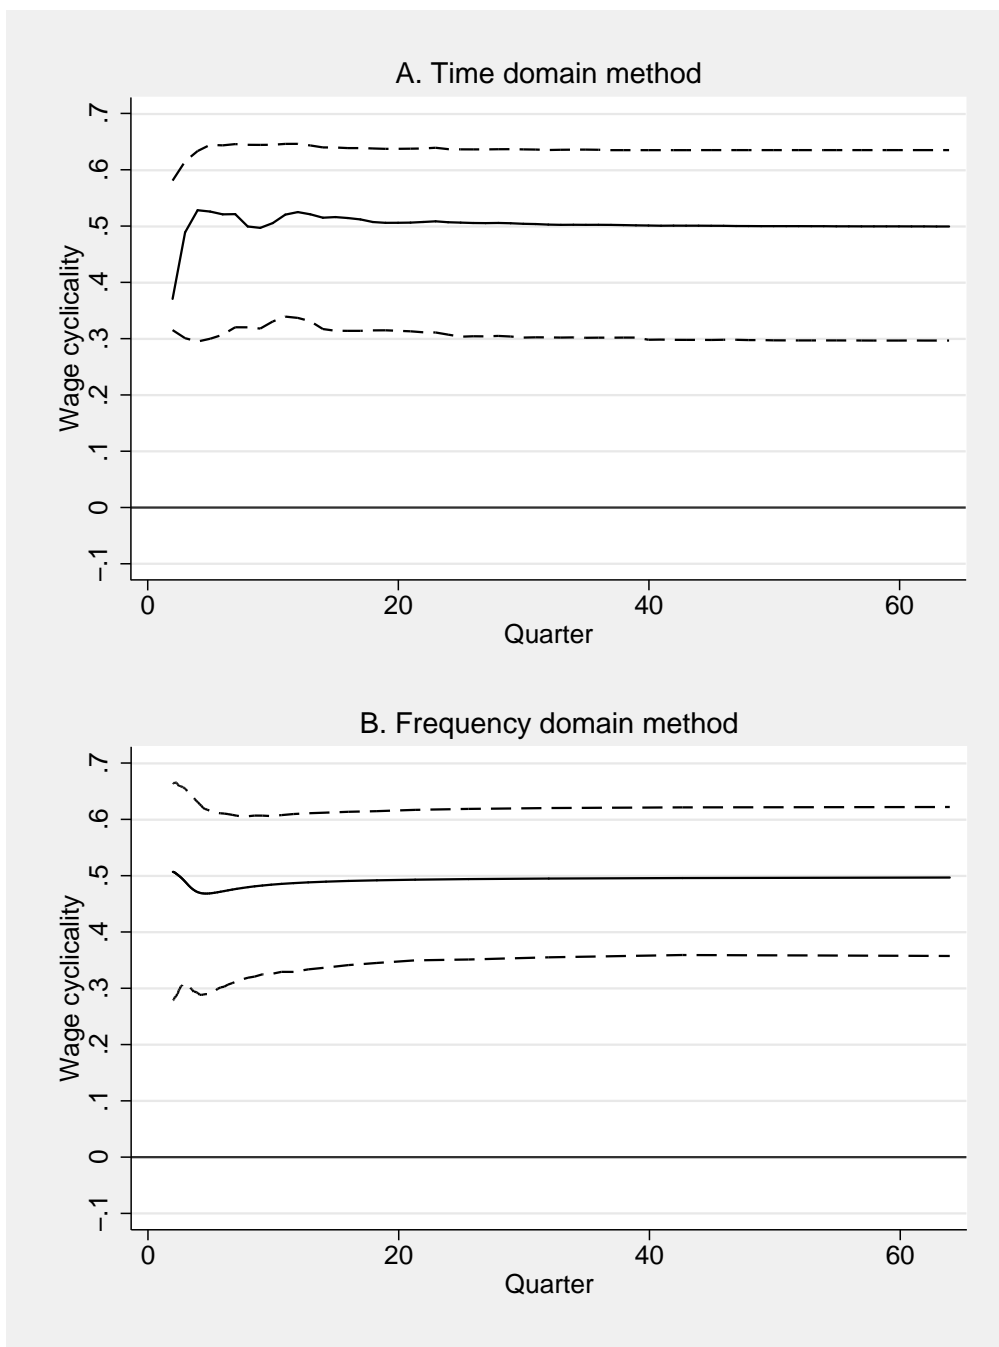 A. Time domain method
Wage cyclicality
.7
.6
.5
.4
.3
.2
.1
0
−.1
0 20 40 60
Quarter
B. Frequency domain method
Wage cyclicality
.7
.6
.5
.4
.3
.2
.1
0
−.1
0 20 40 60
Quarter